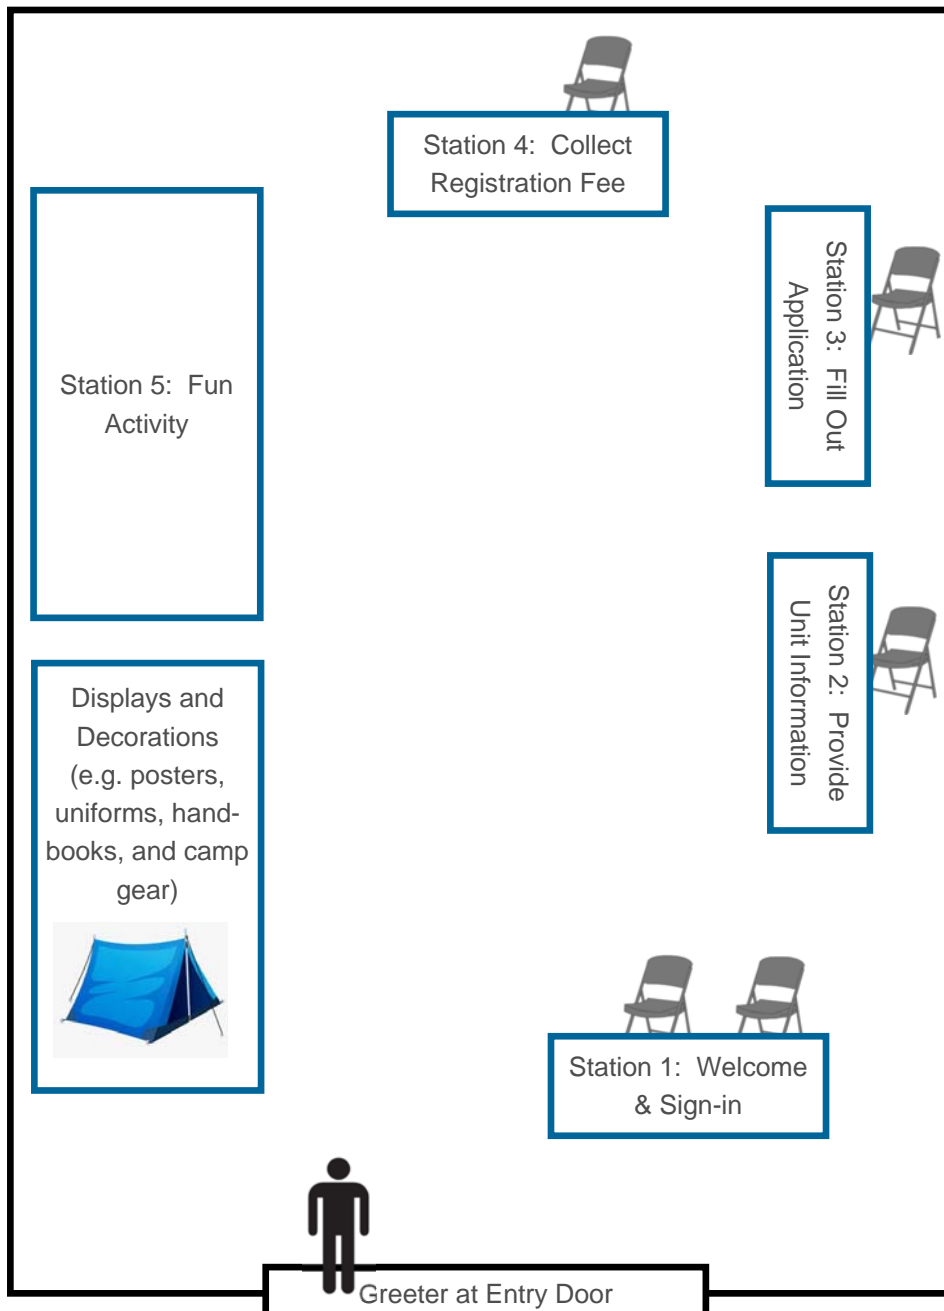 Station 4:  Collect
Registration Fee
Station 3:  Fill Out
Application
Station 5:  Fun
Activity
Station 2:  Provide
Unit Information
Displays and
Decorations
(e.g. posters,
uniforms, hand-
books, and camp
gear)
Station 1:  Welcome
& Sign-in
Greeter at Entry Door